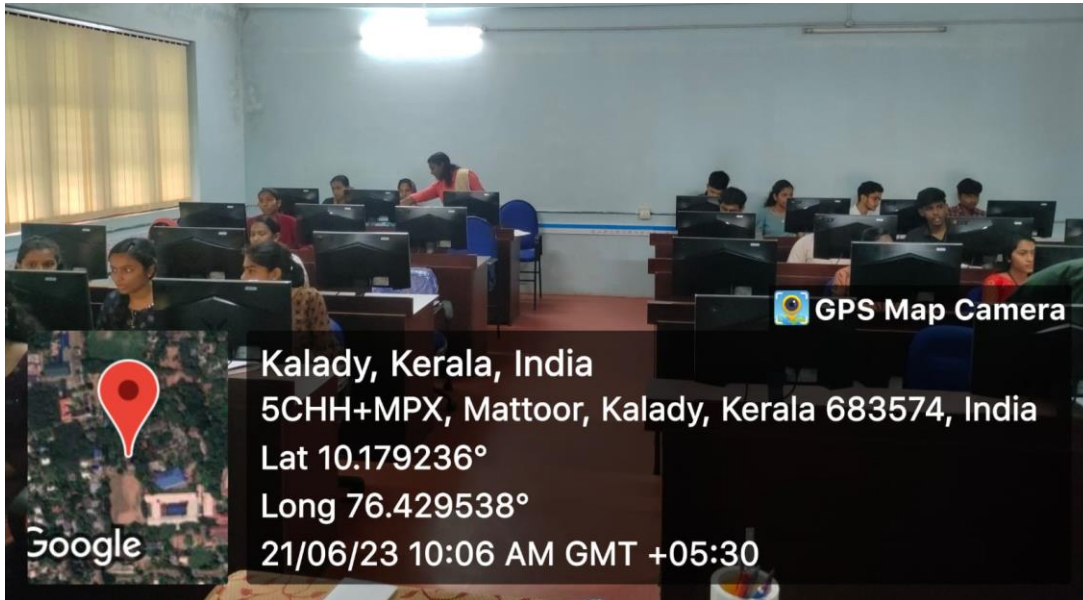 GPS Map Camera
Kalady, Kerala, India
5CHH+MPX, Mattoor, Kalady, Kerala 683574, India
Lat 10.179236°
Long 76.429538°
21/06/23 10:06 AM GMT +05:30
Google